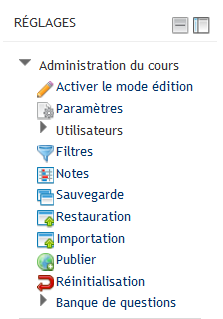 RÉGLAGES
Administration du cours
Activer le mode édition
Paramètres
Utilisateurs
Filtres
Notes
Sauvegarde
Restauration
Importation
Publier
Réinitialisation
Banque de questions